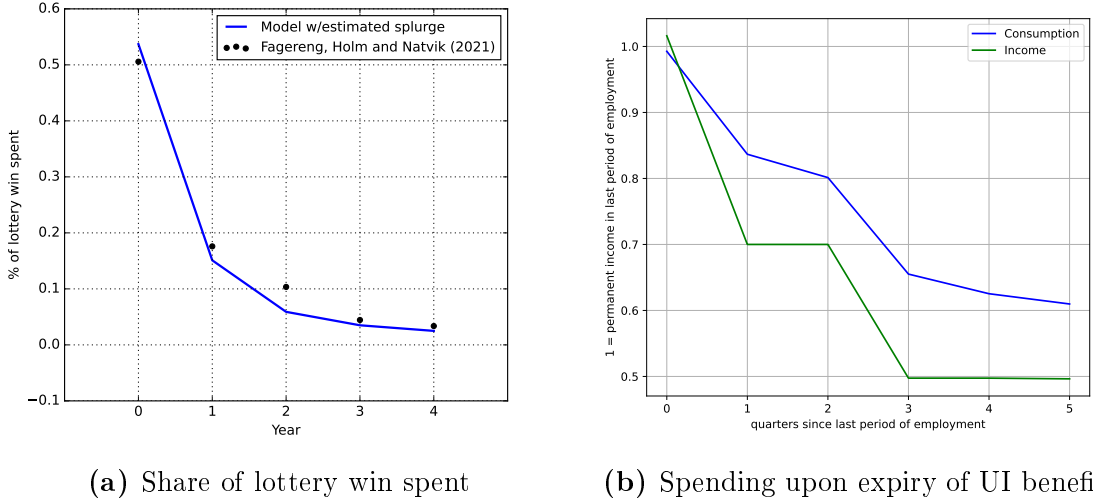 0.6
0.5
0.4
0.3
0.2
0.1
0.0
−0.1
% of lottery win spent
Model w/estimated splurge
Fagereng, Holm and Natvik (2021)
0 1 2 3 4
Year
(a) Share of lottery win spent
1.0
0.9
0.8
0.7
0.6
0.5
1 = permanent income in last period of employment
Consumption
Income
0 1 2 3 4 5
quarters since last period of employment
(b) Spending upon expiry of UI benefi